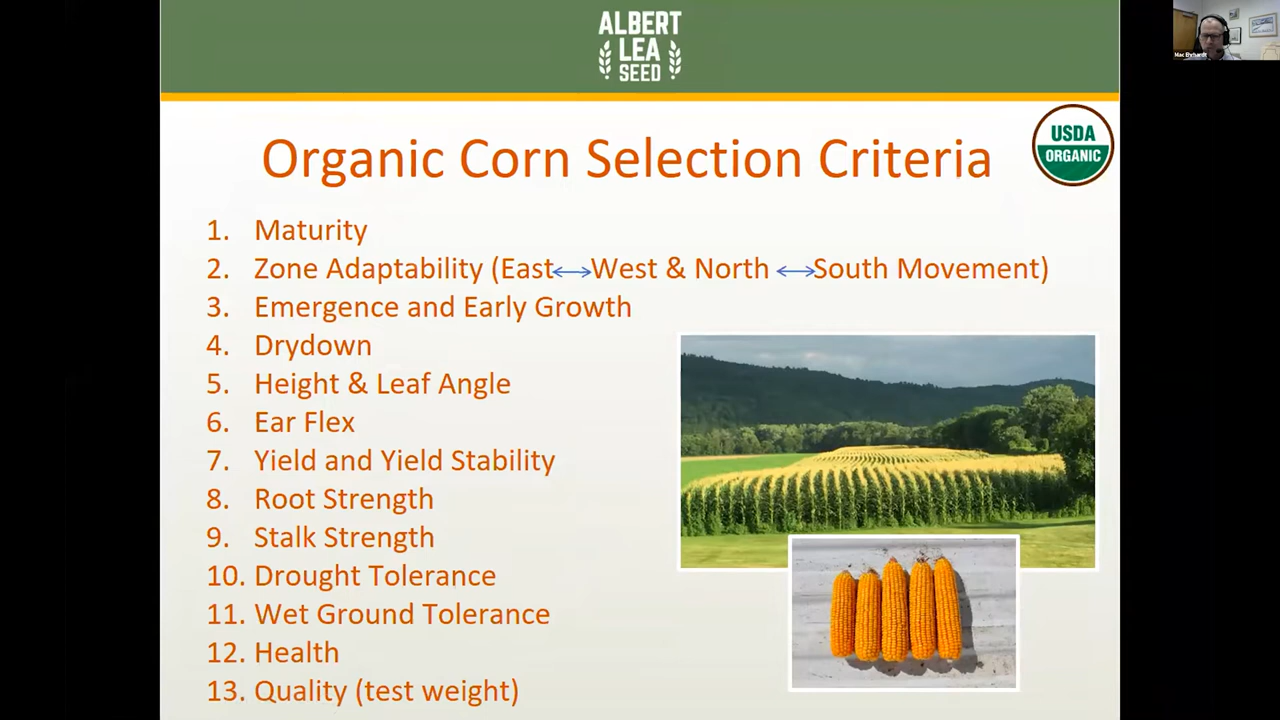 ALBERT
LEA
SEED
Mac Ehrhardt
Organic Corn Selection Criteria
USDA
ORGANIC
1. Maturity
2. Zone Adaptability (East↔West & North ↔South Movement)
3. Emergence and Early Growth
4. Drydown
5. Height & Leaf Angle
6. Ear Flex
7. Yield and Yield Stability
8. Root Strength
9. Stalk Strength
10. Drought Tolerance
11. Wet Ground Tolerance
12. Health
13. Quality (test weight)